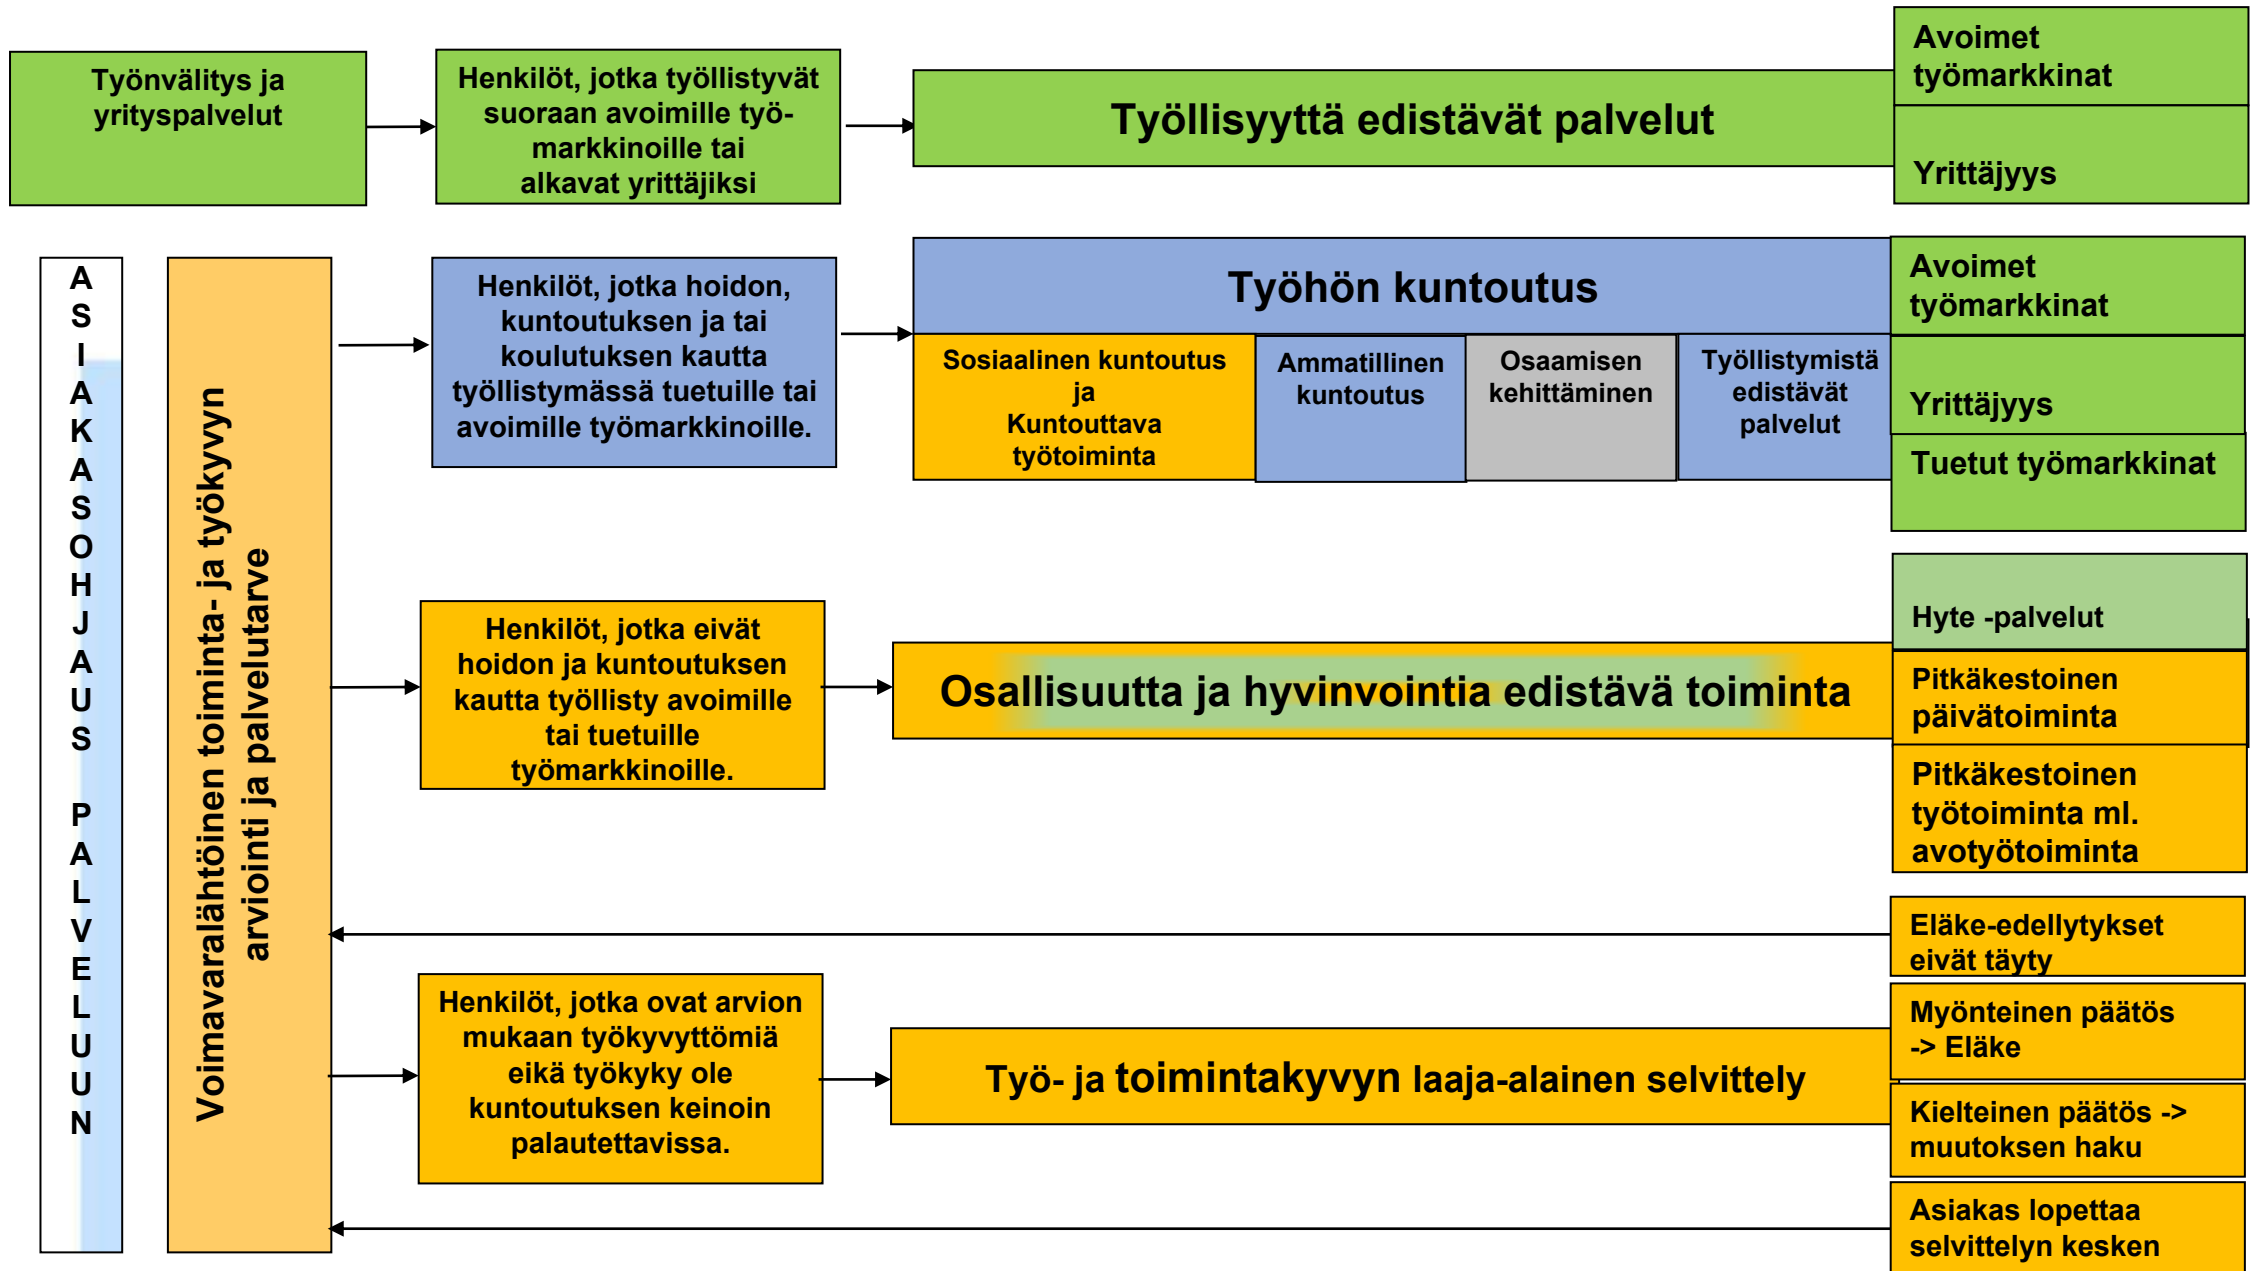 Työnvälitys ja
yrityspalvelut
Henkilöt, jotka työllistyvät
suoraan avoimille työ-
markkinoille tai
alkavat yrittäjiksi
Työllisyyttä edistävät palvelut
Avoimet
työmarkkinat
Yrittäjyys
ASIAKASOHJAUS PALVELUUN
Voimavaralähtöinen toiminta- ja työkyvyn
arviointi ja palvelutarve
Henkilöt, jotka hoidon,
kuntoutuksen ja tai
koulutuksen kautta
työllistymässä tuetuille tai
avoimille työmarkkinoille.
Työhön kuntoutus
Sosiaalinen kuntoutus
ja
Kuntouttava
työtoiminta
Ammatillinen
kuntoutus
Osaamisen
kehittäminen
Työllistymistä
edistävät
palvelut
Avoimet
työmarkkinat
Yrittäjyys
Tuetut työmarkkinat
Henkilöt, jotka eivät
hoidon ja kuntoutuksen
kautta työllisty avoimille
tai tuetuille
työmarkkinoille.
Osallisuutta ja hyvinvointia edistävä toiminta
Hyte -palvelut
Pitkäkestoinen
päivätoiminta
Pitkäkestoinen
työtoiminta ml.
avotyötoiminta
Eläke-edellytykset
eivät täyty
Henkilöt, jotka ovat arvion
mukaan työkyvyttömiä
eikä työkyky ole
kuntoutuksen keinoin
palautettavissa.
Työ- ja toimintakyvyn laaja-alainen selvittely
Myönteinen päätös
-> Eläke
Kielteinen päätös ->
muutoksen haku
Asiakas lopettaa
selvittelyn kesken